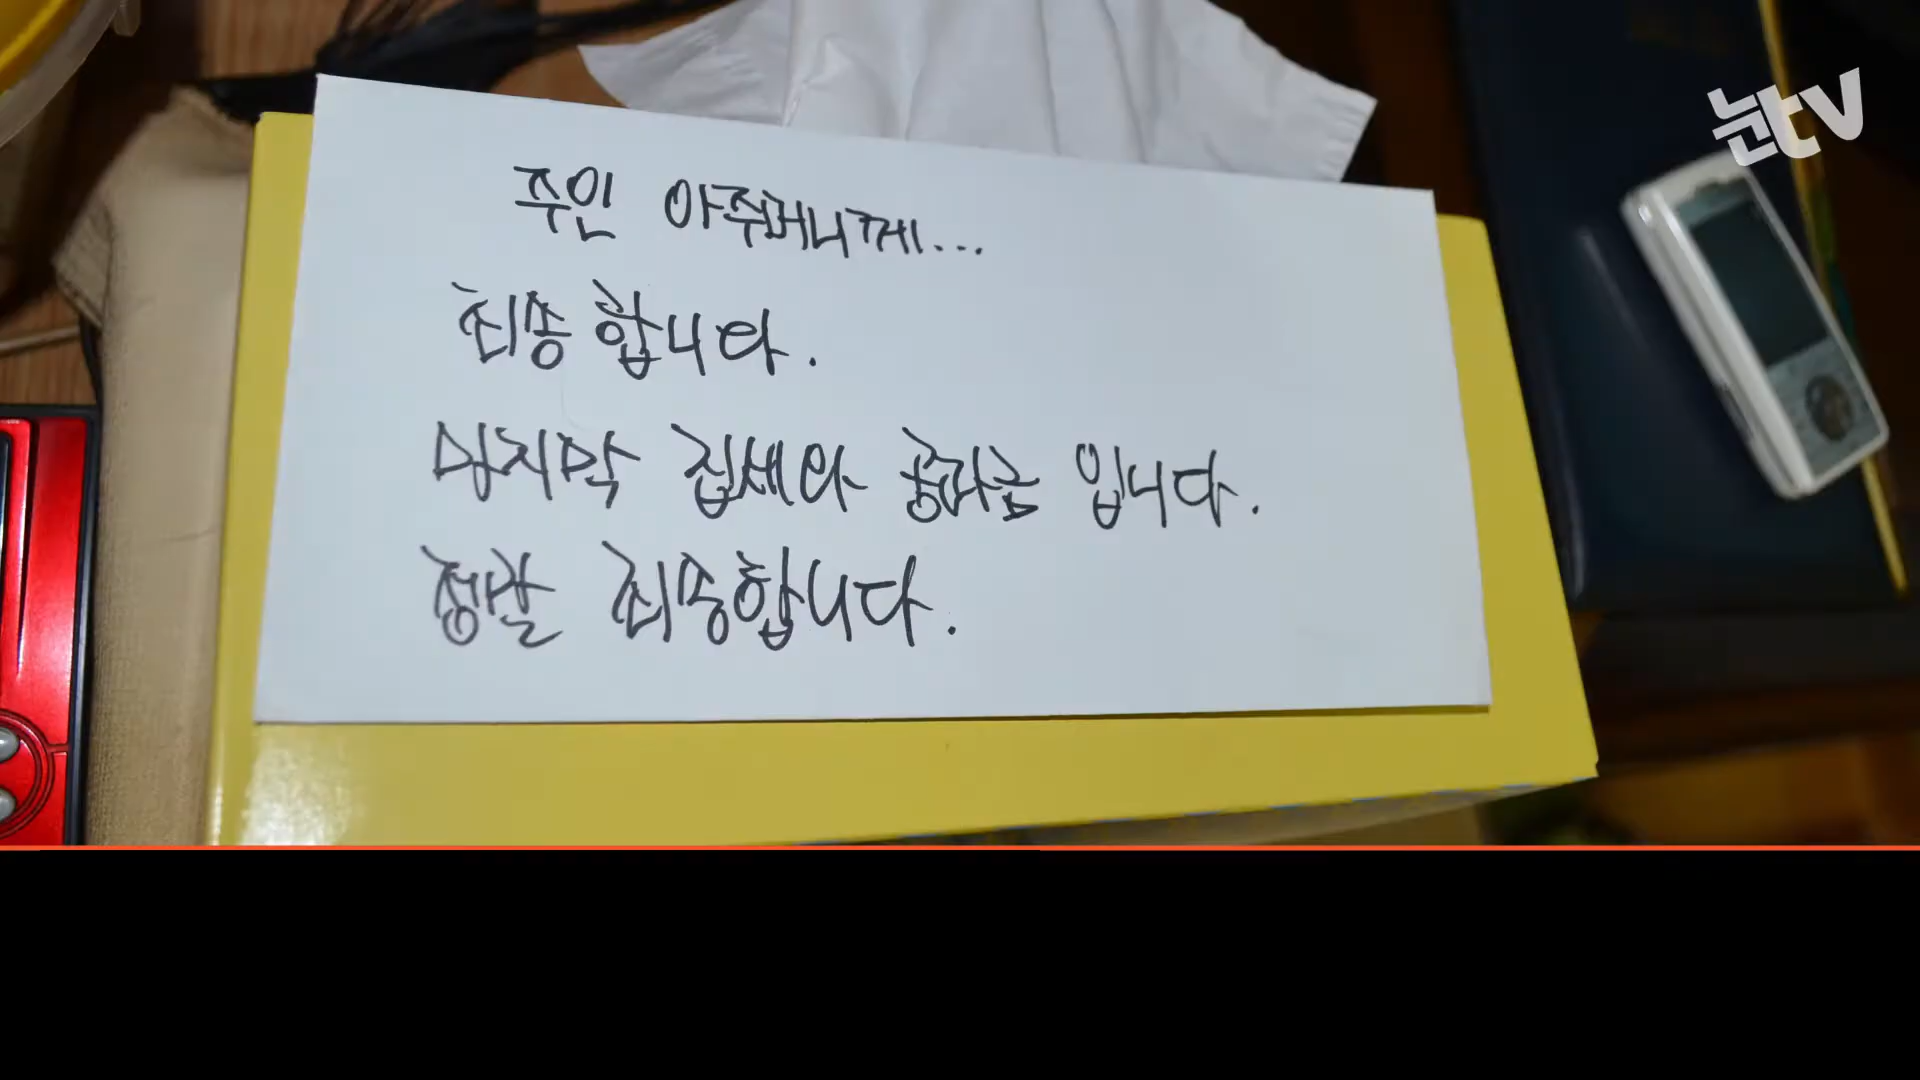 눈tv
주인 아주머니께...
죄송합니다.
마지막 집세와 공과금 입니다.
정말 죄송합니다.